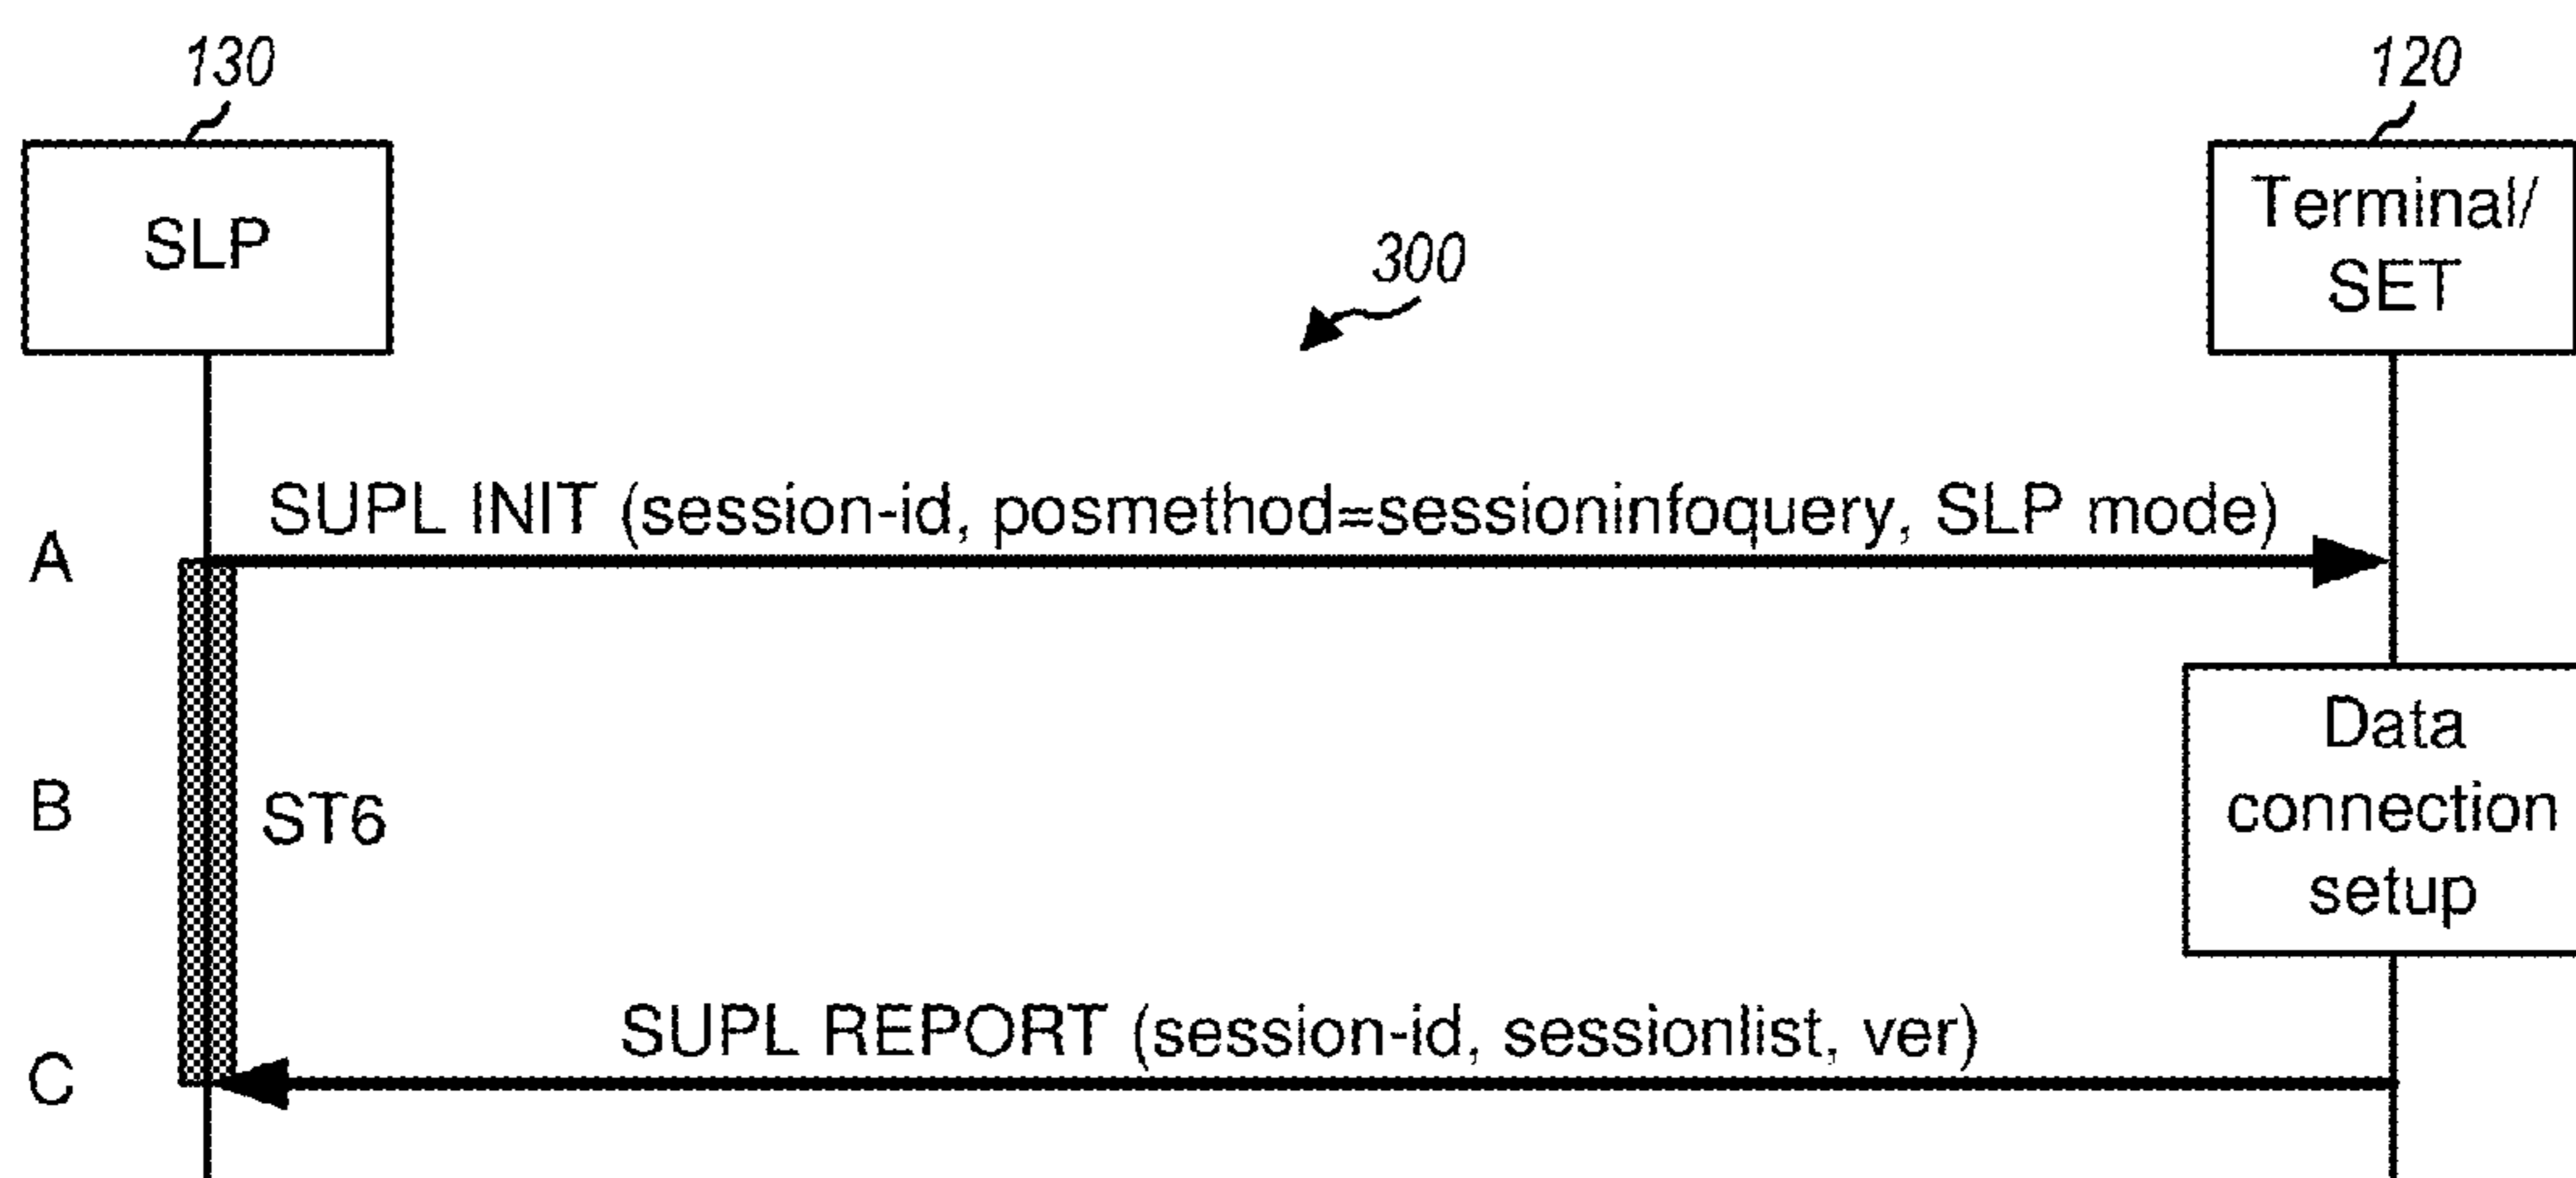 130
120
SLP
Terminal/
SET
300
SUPL INIT (session-id, posmethod=sessioninfoquery, SLP mode)
A
Data
connection
setup
B
ST6
SUPL REPORT (session-id, sessionlist, ver)
C